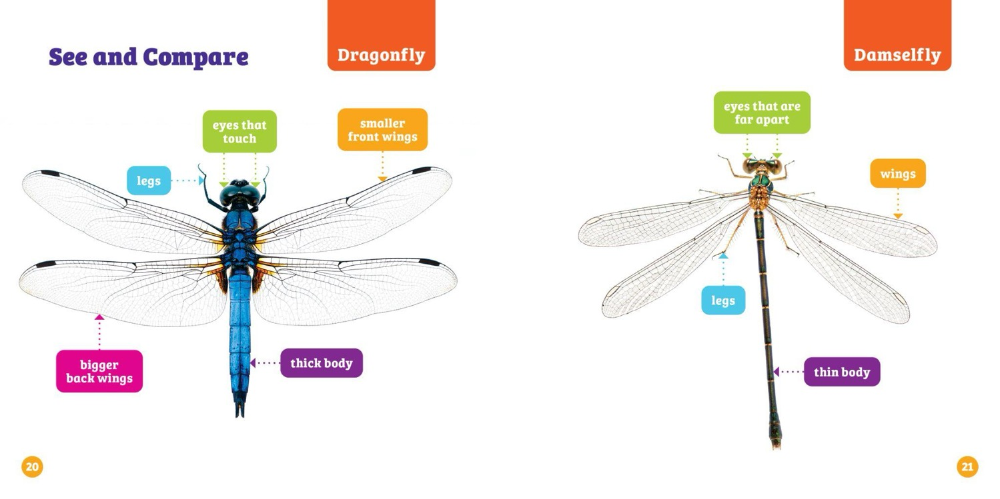 See and Compare
Dragonfly
eyes that
touch
smaller
front wings
legs
bigger
back wings
thick body
20
Damselfly
eyes that are
far apart
wings
legs
thin body
21